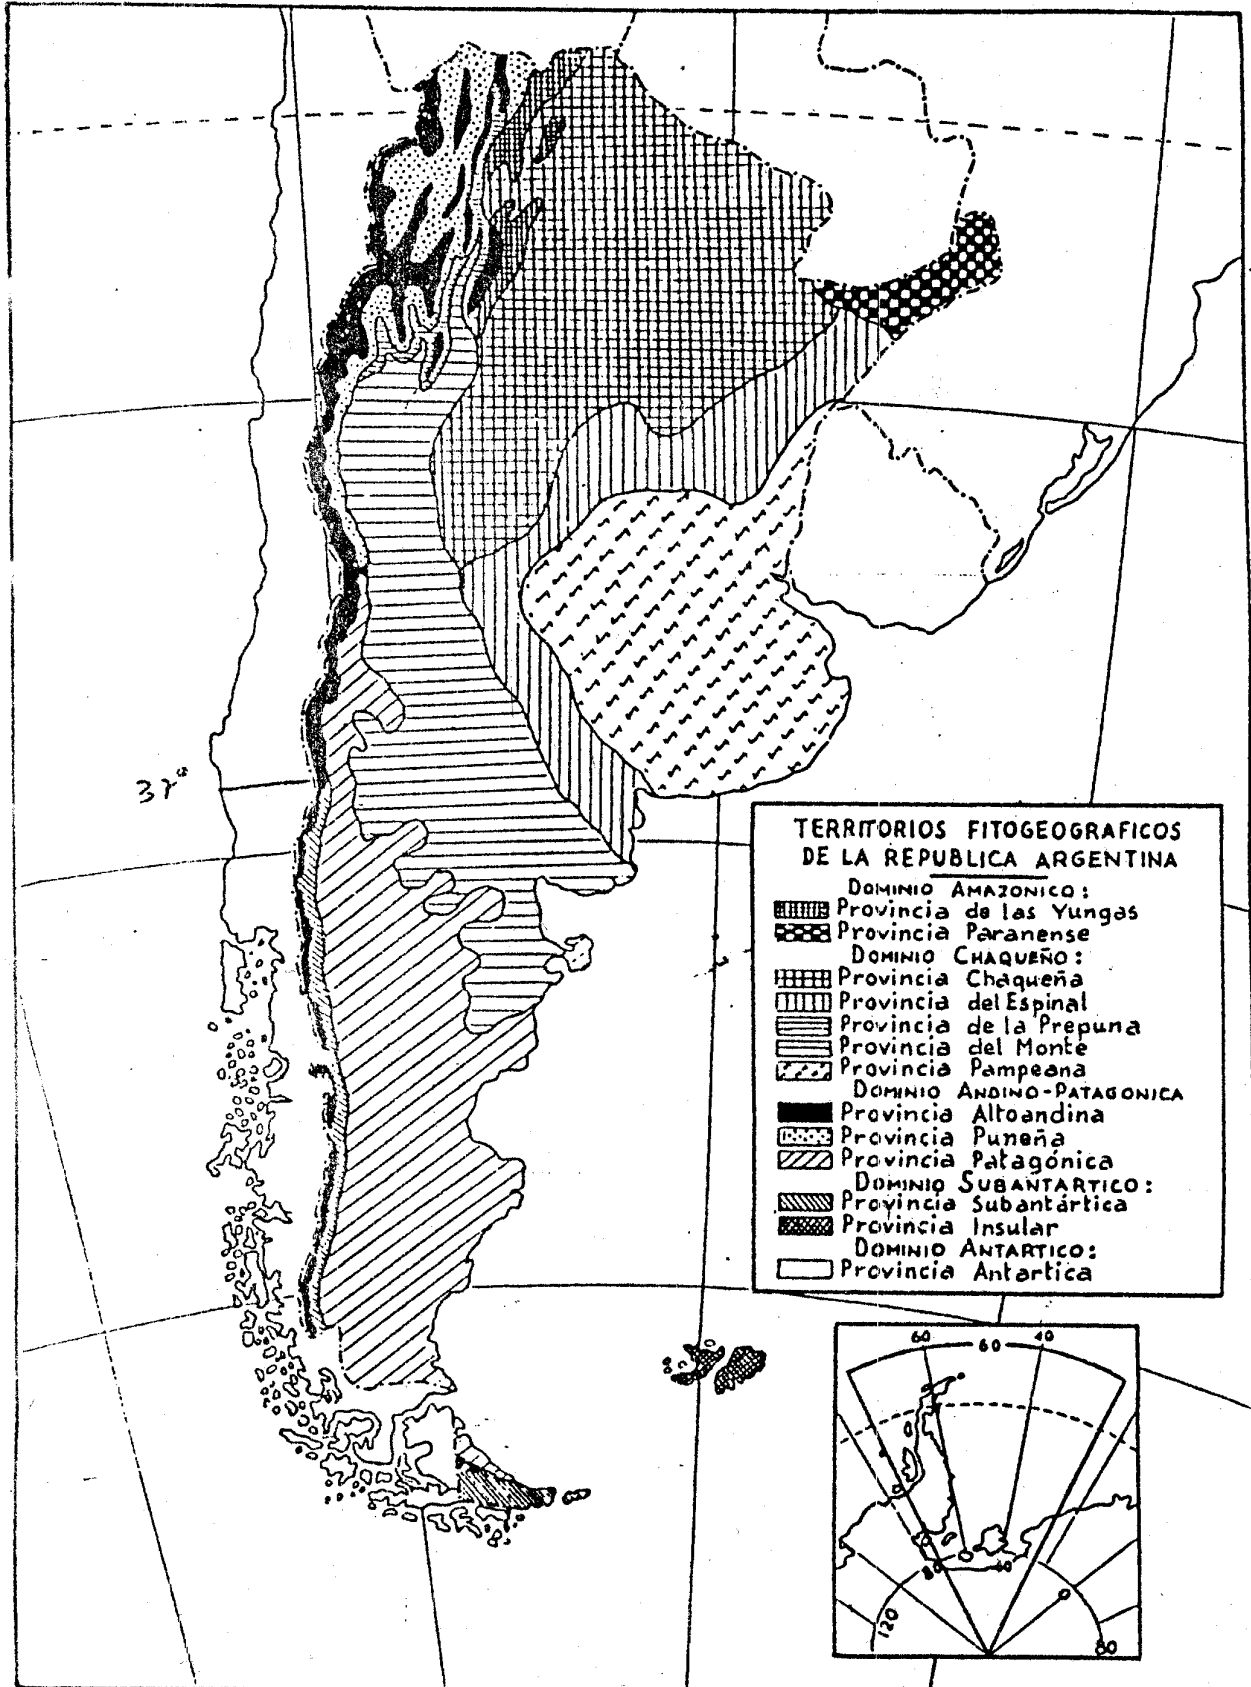 37°
TERRITORIOS FITOGEOGRAFICOS
DE LA REPUBLICA ARGENTINA
DOMINIO AMAZONICO:
Provincia de las Yungas
Provincia Paranense
DOMINIO CHAQUEÑO:
Provincia Chaqueña
Provincia del Espinal
Provincia de la Prepuna
Provincia del Monte
Provincia Pampeana
DOMINIO ANDINO-PATAGONICA
Provincia Altoandina
Provincia Puneña
Provincia Patagónica
DOMINIO SUBANTARTICO:
Provincia Subantártica
Provincia Insular
DOMINIO ANTARTICO:
Provincia Antartica
60 60 40
80 40
120 80